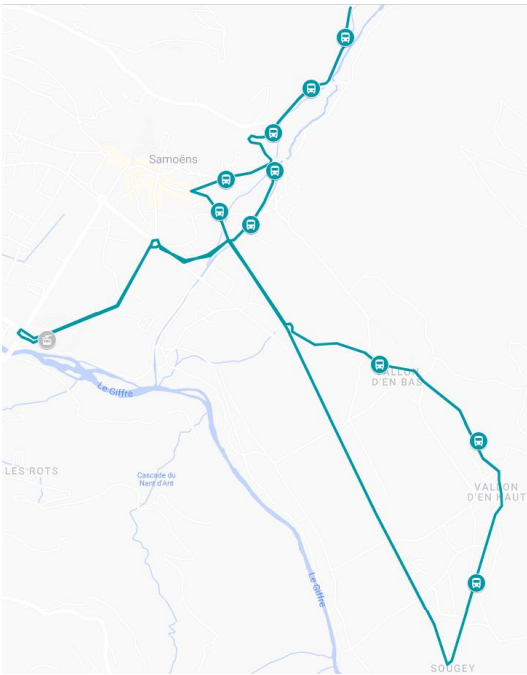 Samoëns
VALLON
D'EN BAS
Le Giffre
LES ROTS
Cascade du
Nant d'Ant
VALLON
D'EN HAUT
Le Giffre
SOUGEY